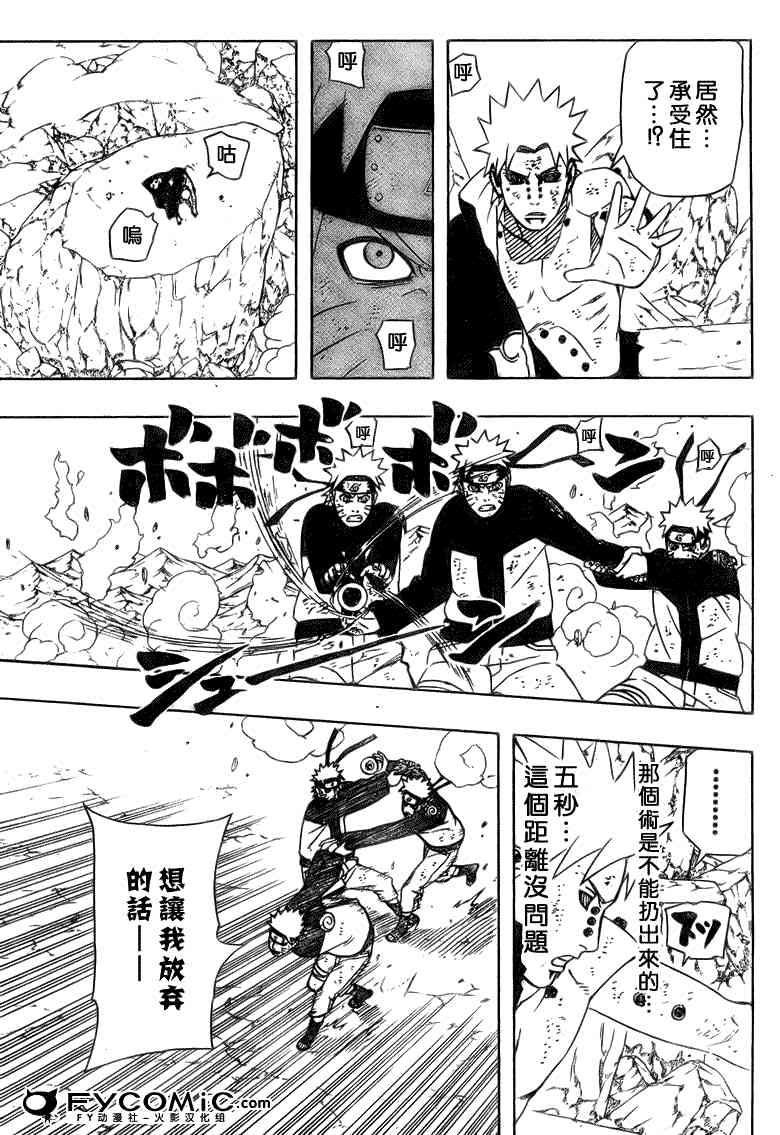 居然…
承受住
了…!?
呼
呼
呼
咕
嗚
呼
呼
呼
ボボボボン
シュー
………
那個術是不能扔出來的…
五秒…
這個距離沒問題
想讓我放弃
的話——
FYCOMIC.com
FY动漫社-火影汉化组